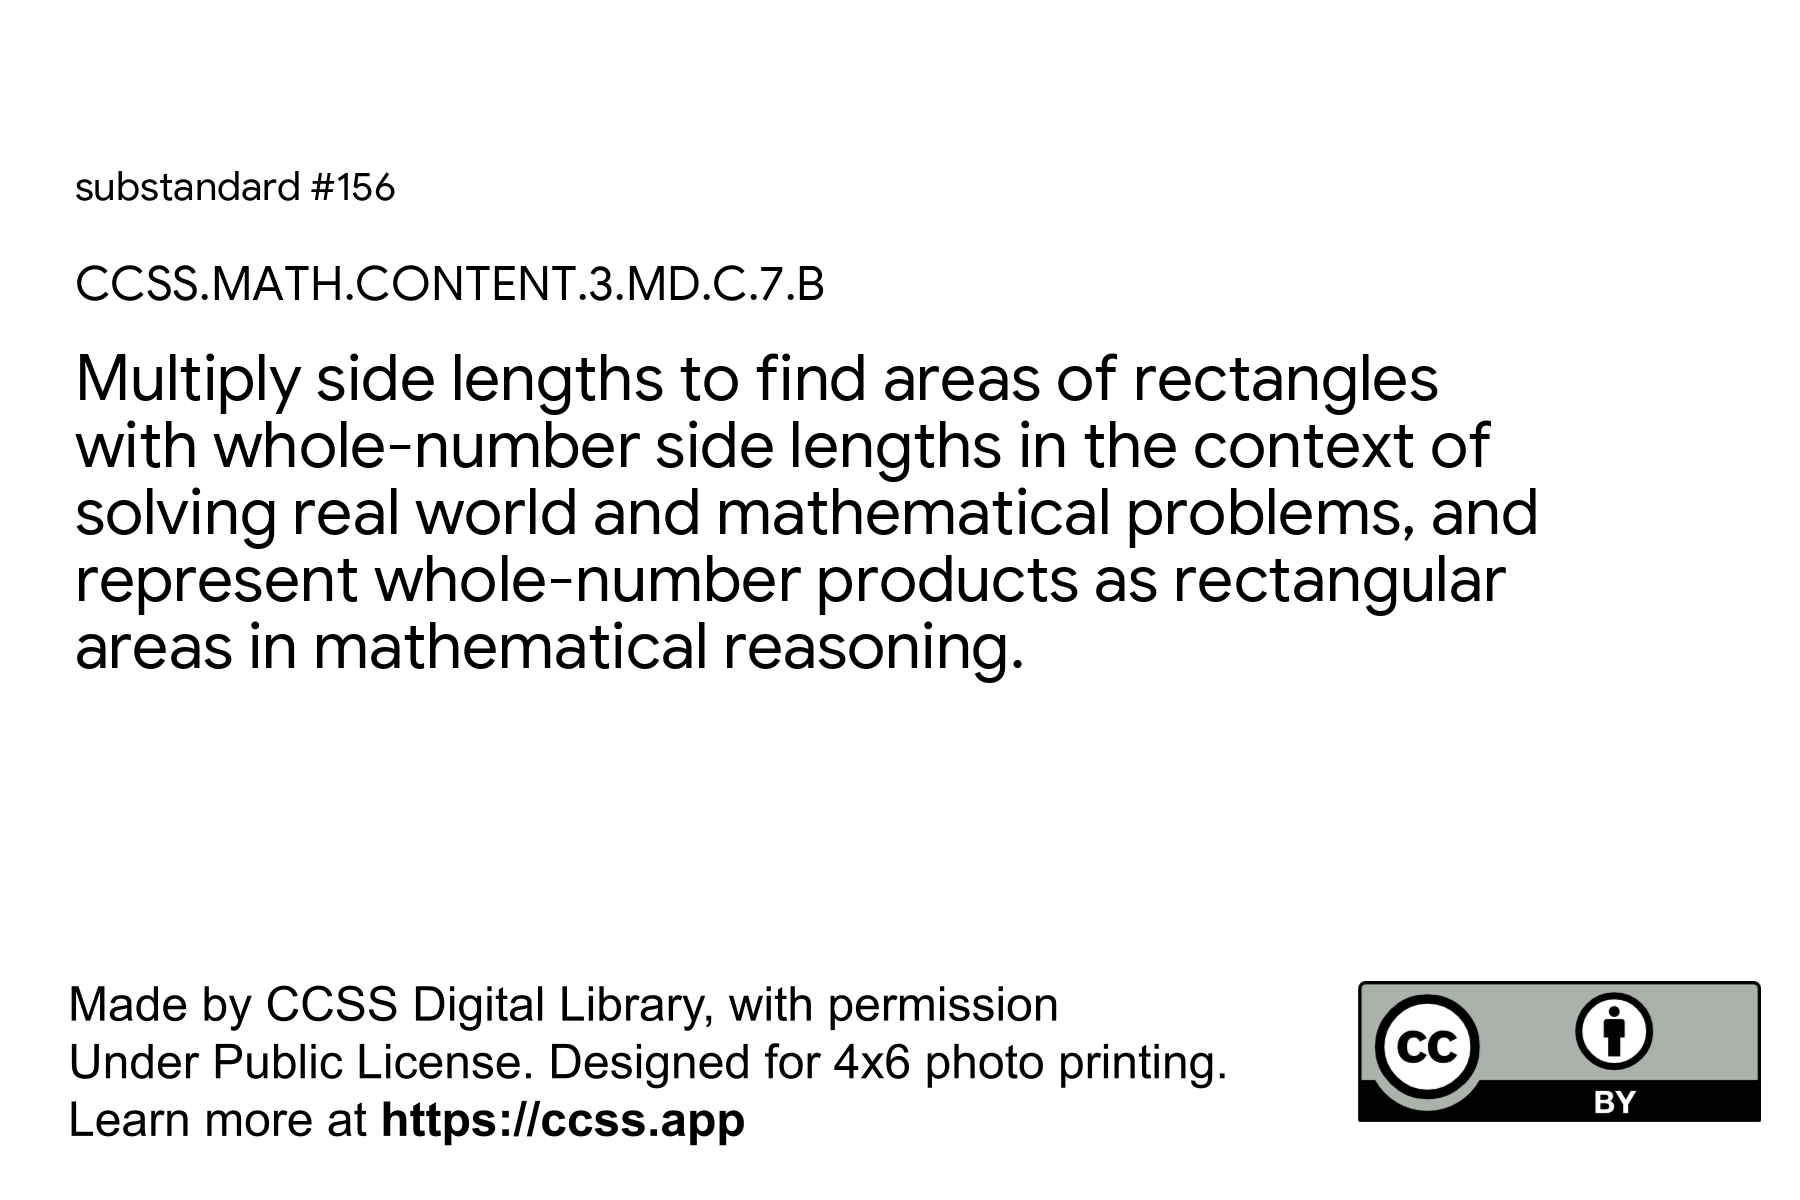 substandard #156
CCSS.MATH.CONTENT.3.MD.C.7.B
Multiply side lengths to find areas of rectangles
with whole-number side lengths in the context of
solving real world and mathematical problems, and
represent whole-number products as rectangular
areas in mathematical reasoning.
Made by CCSS Digital Library, with permission
Under Public License. Designed for 4x6 photo printing.
Learn more at https://ccss.app
cc
BY